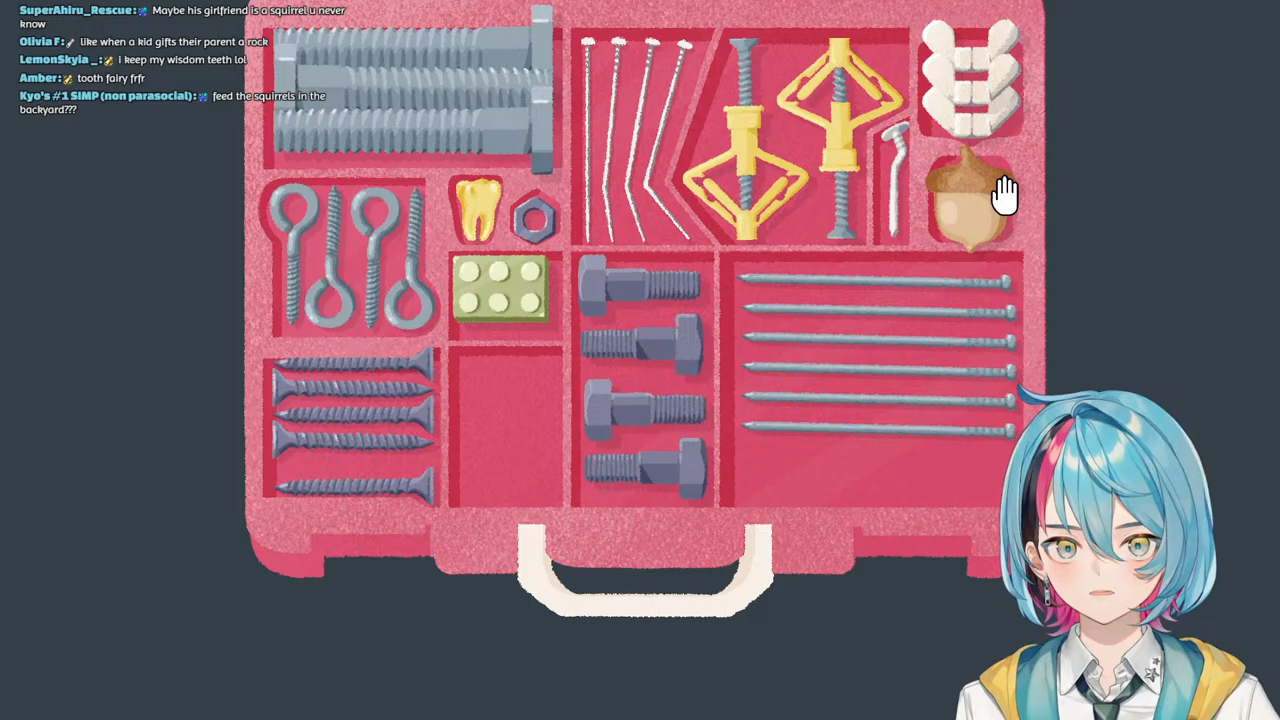 SuperAhiru_Rescue: Maybe his girlfriend is a squirrel u never
know
Olivia F: like when a kid gifts their parent a rock
LemonSkyla _: i keep my wisdom teeth lol
Amber: tooth fairy frfr
Kyo's #1 SIMP (non parasocial): feed the squirrels in the
backyard???